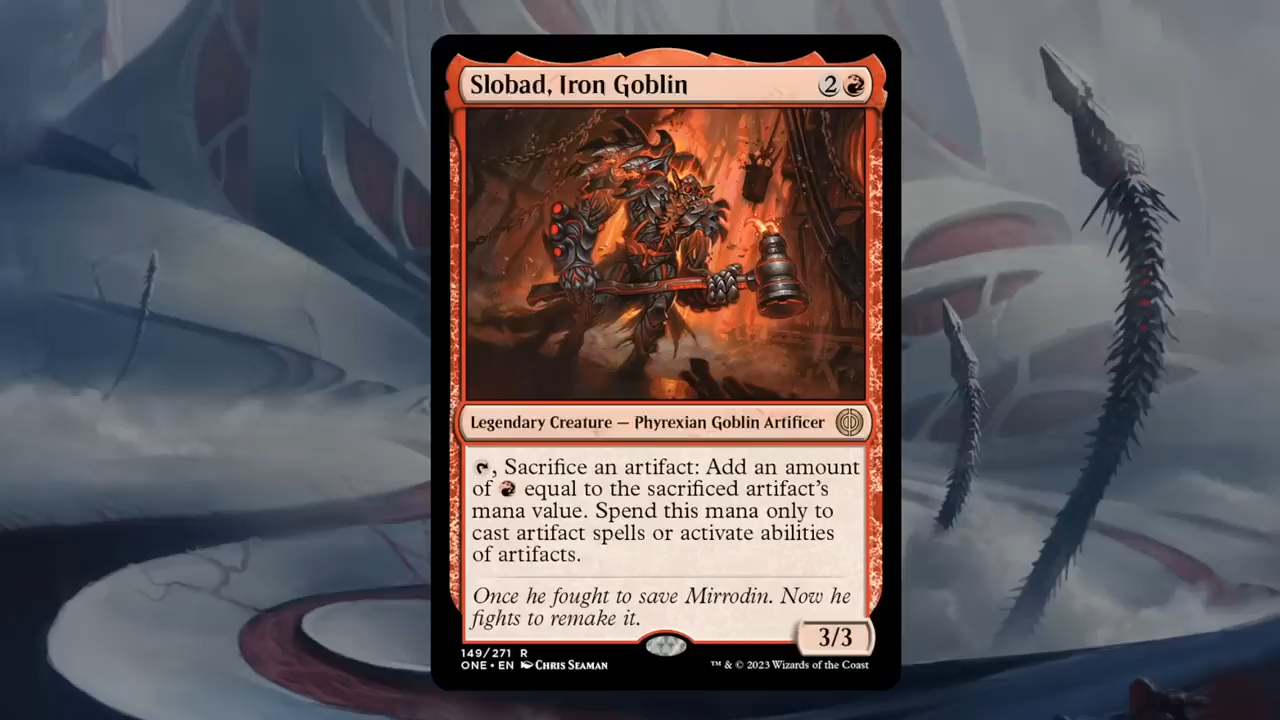 Slobad, Iron Goblin 2
Legendary Creature — Phyrexian Goblin Artificer
, Sacrifice an artifact: Add an amount
of equal to the sacrificed artifact's
mana value. Spend this mana only to
cast artifact spells or activate abilities
of artifacts.
Once he fought to save Mirrodin. Now he
fights to remake it.
3/3
149/271 R
ONE • EN Chris Seaman
™ & © 2023 Wizards of the Coast